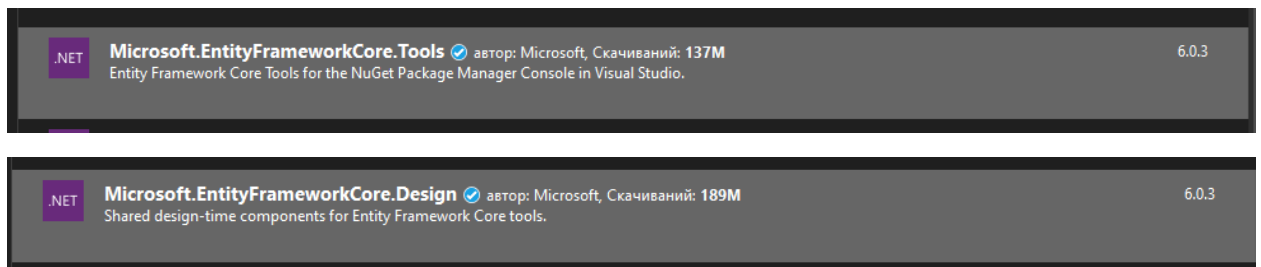 .NET
Microsoft.EntityFrameworkCore.Tools автор: Microsoft, Скачиваний: 137M 6.0.3
Entity Framework Core Tools for the NuGet Package Manager Console in Visual Studio.
.NET
Microsoft.EntityFrameworkCore.Design автор: Microsoft, Скачиваний: 189M 6.0.3
Shared design-time components for Entity Framework Core tools.